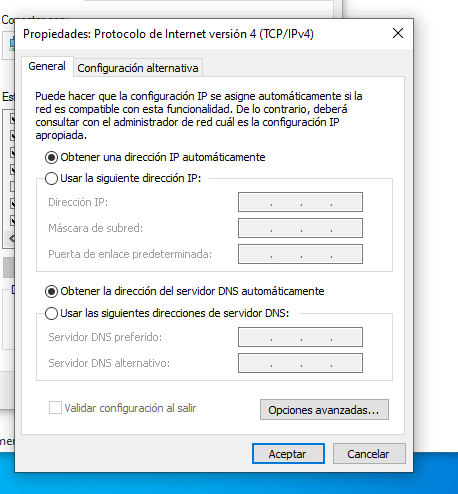 Propiedades: Protocolo de Internet versión 4 (TCP/IPv4)
General
Configuración alternativa
Puede hacer que la configuración IP se asigne automáticamente si la
red es compatible con esta funcionalidad. De lo contrario, deberá
consultar con el administrador de red cuál es la configuración IP
apropiada.
Obtener una dirección IP automáticamente
Usar la siguiente dirección IP:
Dirección IP:
Máscara de subred:
Puerta de enlace predeterminada:
Obtener la dirección del servidor DNS automáticamente
Usar las siguientes direcciones de servidor DNS:
Servidor DNS preferido:
Servidor DNS alternativo:
Validar configuración al salir
Opciones avanzadas...
Aceptar
Cancelar